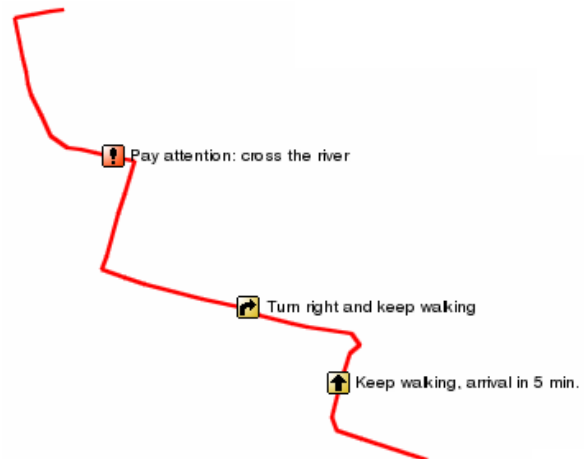 Pay attention: cross the river
Turn right and keep walking
Keep walking, arrival in 5 min.